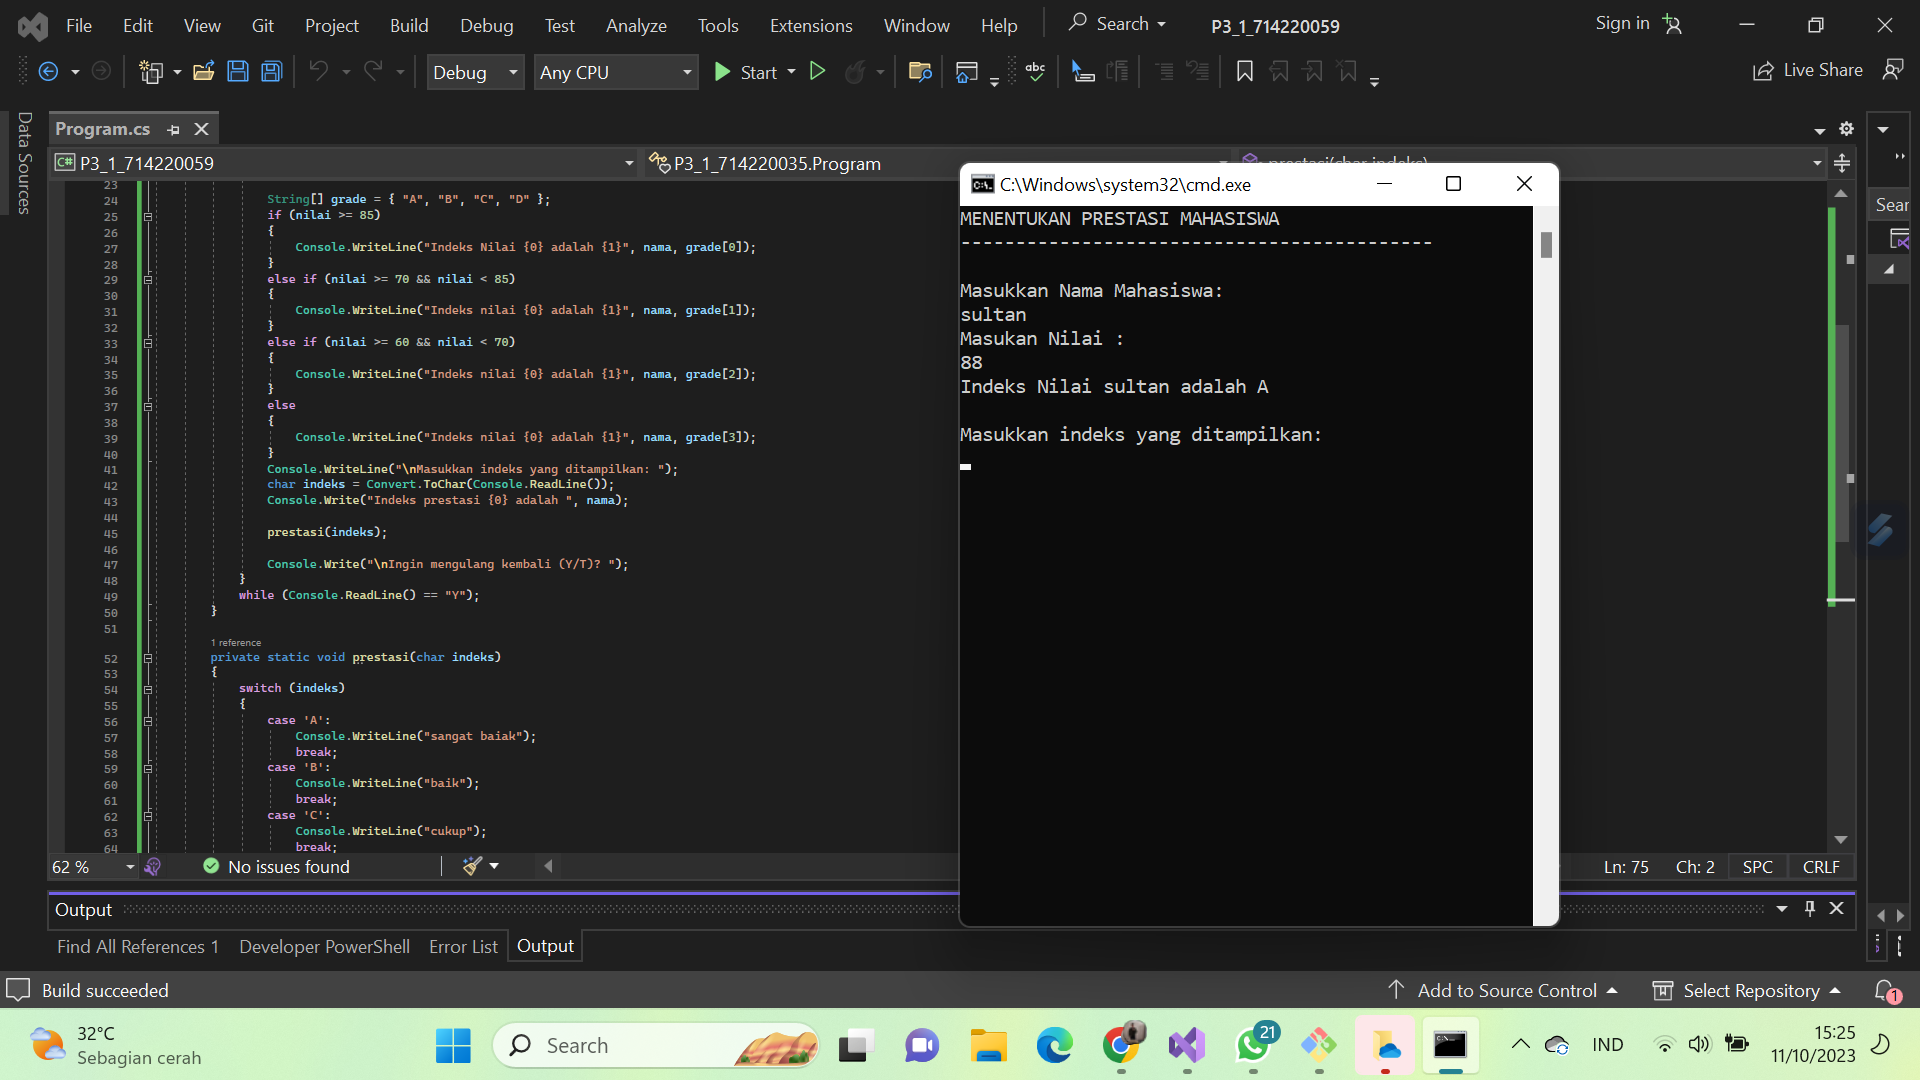 File Edit View Git Project Build Debug Test Analyze Tools Extensions Window Help Search P3_1_714220059 Sign in
Debug Any CPU Start abc Live Share
Data Sources
Program.cs
C# P3_1_714220059 P3_1_714220035.Program prestasi(char indeks)
Sear
23
24 String[] grade = { "A", "B", "C", "D" };
25 if (nilai >= 85)
26 {
27 Console.WriteLine("Indeks Nilai {0} adalah {1}", nama, grade[0]);
28 }
29 else if (nilai >= 70 && nilai < 85)
30 {
31 Console.WriteLine("Indeks nilai {0} adalah {1}", nama, grade[1]);
32 }
33 else if (nilai >= 60 && nilai < 70)
34 {
35 Console.WriteLine("Indeks nilai {0} adalah {1}", nama, grade[2]);
36 }
37 else
38 {
39 Console.WriteLine("Indeks nilai {0} adalah {1}", nama, grade[3]);
40 }
41 Console.WriteLine("\nMasukkan indeks yang ditampilkan: ");
42 char indeks = Convert.ToChar(Console.ReadLine());
43 Console.Write("Indeks prestasi {0} adalah ", nama);
44
45 prestasi(indeks);
46
47 Console.Write("\nIngin mengulang kembali (Y/T)? ");
48 }
49 while (Console.ReadLine() == "Y");
50 }
51
1 reference
52 private static void prestasi(char indeks)
53 {
54 switch (indeks)
55 {
56 case 'A':
57 Console.WriteLine("sangat baiak");
58 break;
59 case 'B':
60 Console.WriteLine("baik");
61 break;
62 case 'C':
63 Console.WriteLine("cukup");
64 break;
C:\Windows\system32\cmd.exe
MENENTUKAN PRESTASI MAHASISWA
-------------------------------------------
Masukkan Nama Mahasiswa:
sultan
Masukan Nilai :
88
Indeks Nilai sultan adalah A
Masukkan indeks yang ditampilkan:
62 % No issues found Ln: 75 Ch: 2 SPC CRLF
Output
Find All References 1 Developer PowerShell Error List Output
Build succeeded Add to Source Control Select Repository 1
32°C
Sebagian cerah
Search
21
IND
15:25
11/10/2023